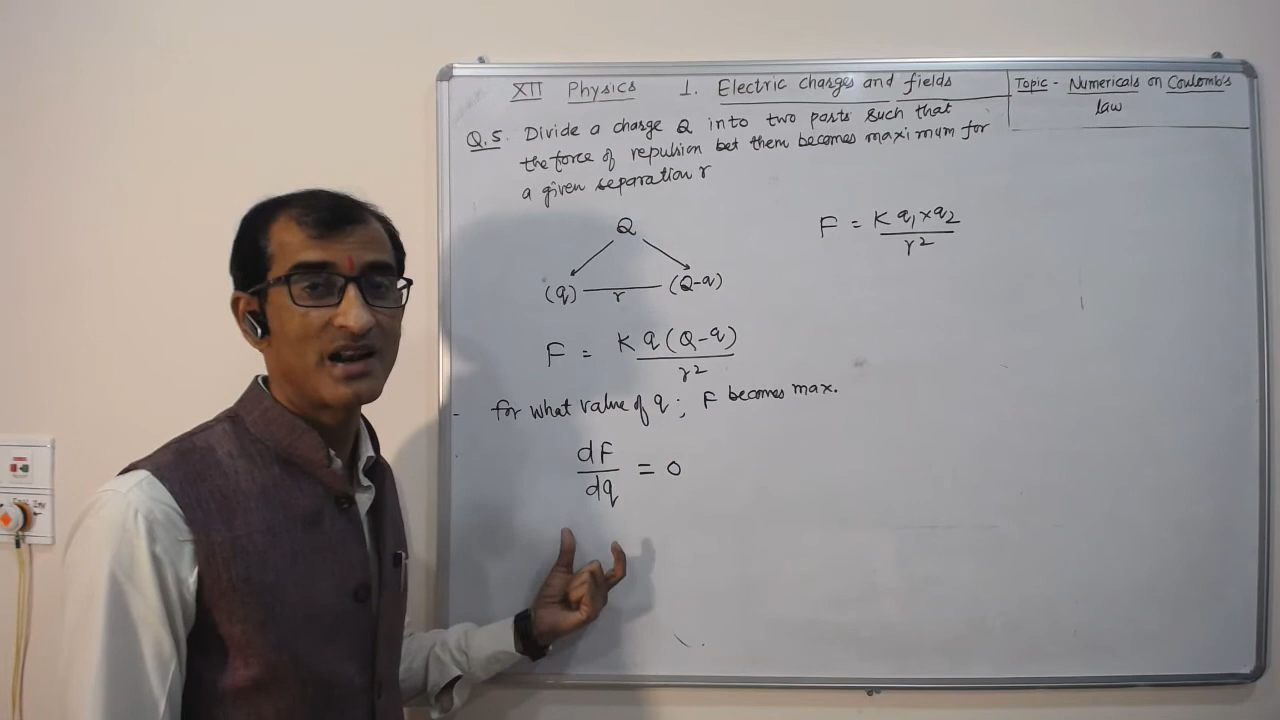 XII Physics 1. Electric charges and fields
Topic - Numericals on Coulomb's
law
Q.5. Divide a charge Q into two parts such that
the force of repulsion bet them becomes maximum for
a given separation r
Q
(q) r (Q-q)
F = K q1 × q2 / r²
F = K q (Q-q) / r²
- for what value of q ; F becomes max.
dF / dq = 0